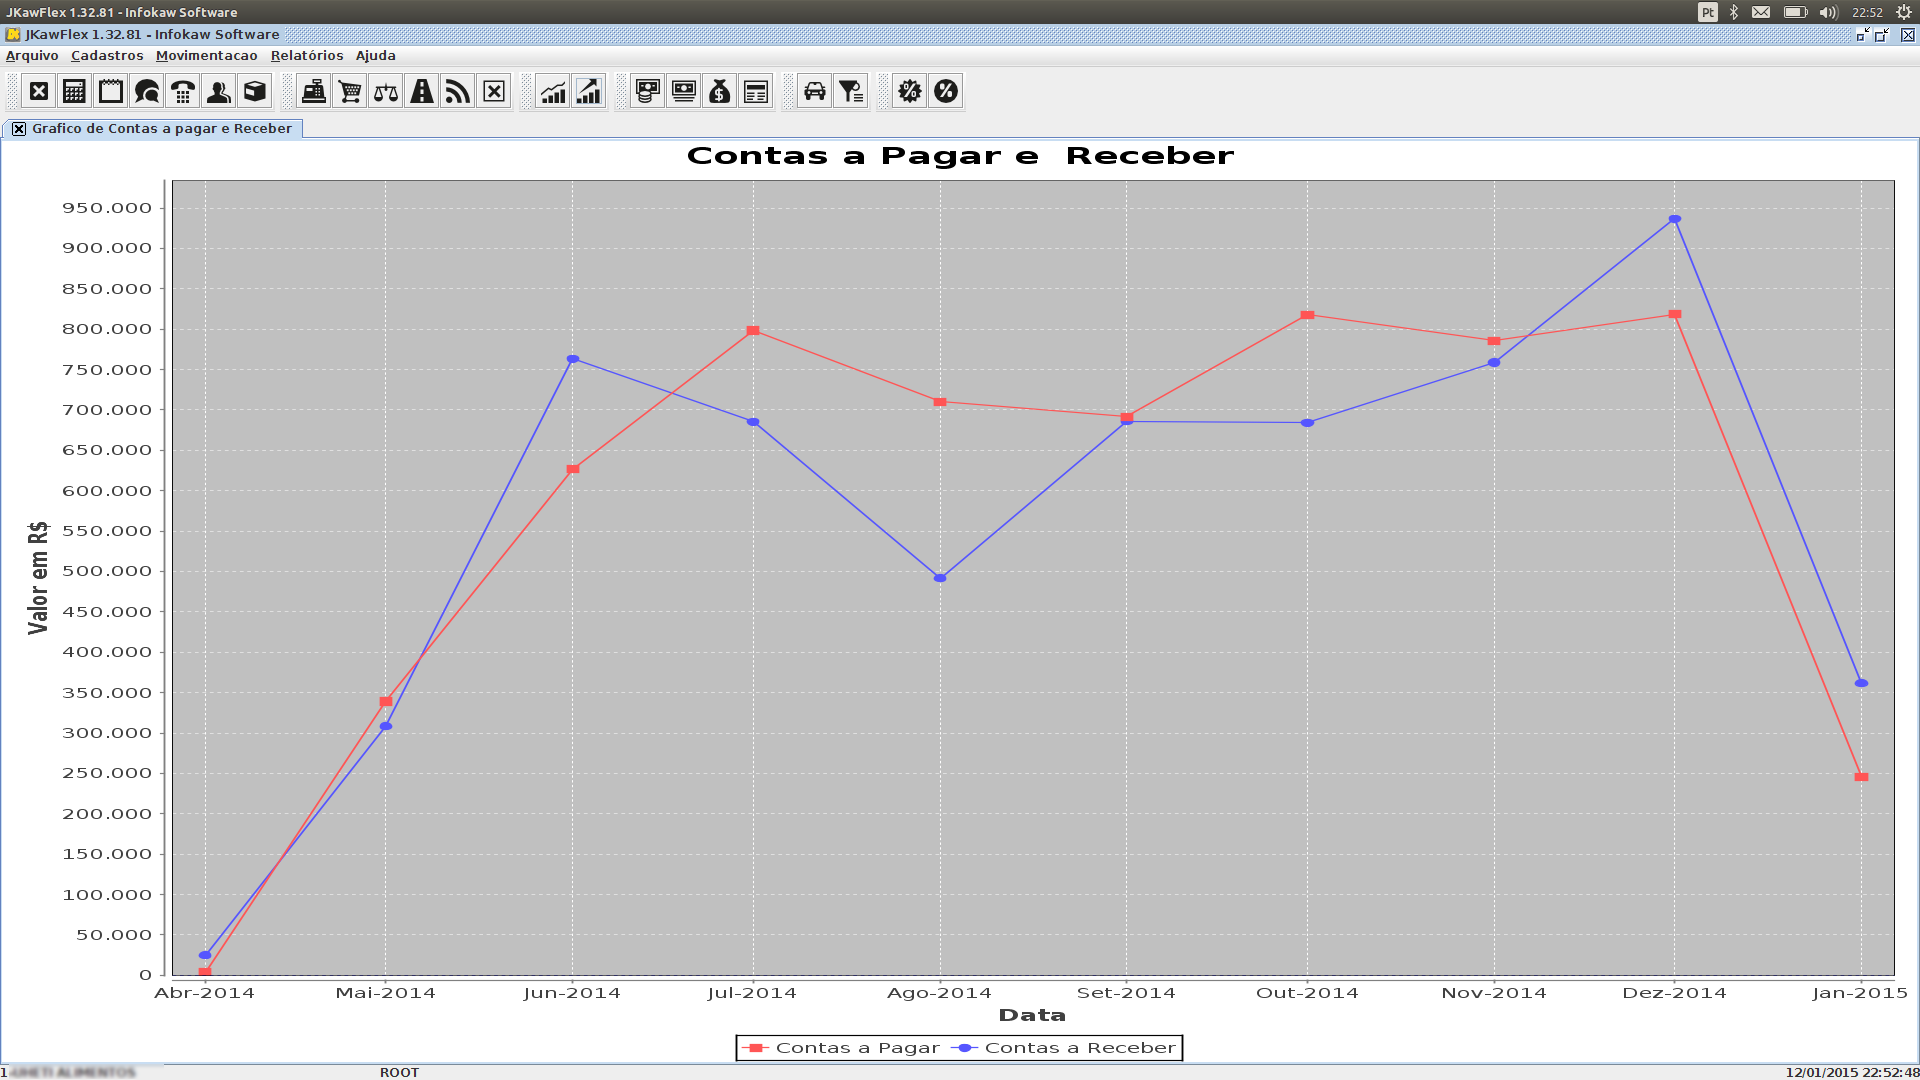 JKawFlex 1.32.81 - Infokaw Software
Pt
22:52
JKawFlex 1.32.81 - Infokaw Software
Arquivo Cadastros Movimentacao Relatórios Ajuda
Grafico de Contas a pagar e Receber
Contas a Pagar e Receber
950.000
900.000
850.000
800.000
750.000
700.000
650.000
600.000
550.000
500.000
450.000
400.000
350.000
300.000
250.000
200.000
150.000
100.000
50.000
0
Valor em R$
Abr-2014 Mai-2014 Jun-2014 Jul-2014 Ago-2014 Set-2014 Out-2014 Nov-2014 Dez-2014 Jan-2015
Data
Contas a Pagar Contas a Receber
ALIMENTOS ROOT 12/01/2015 22:52:48